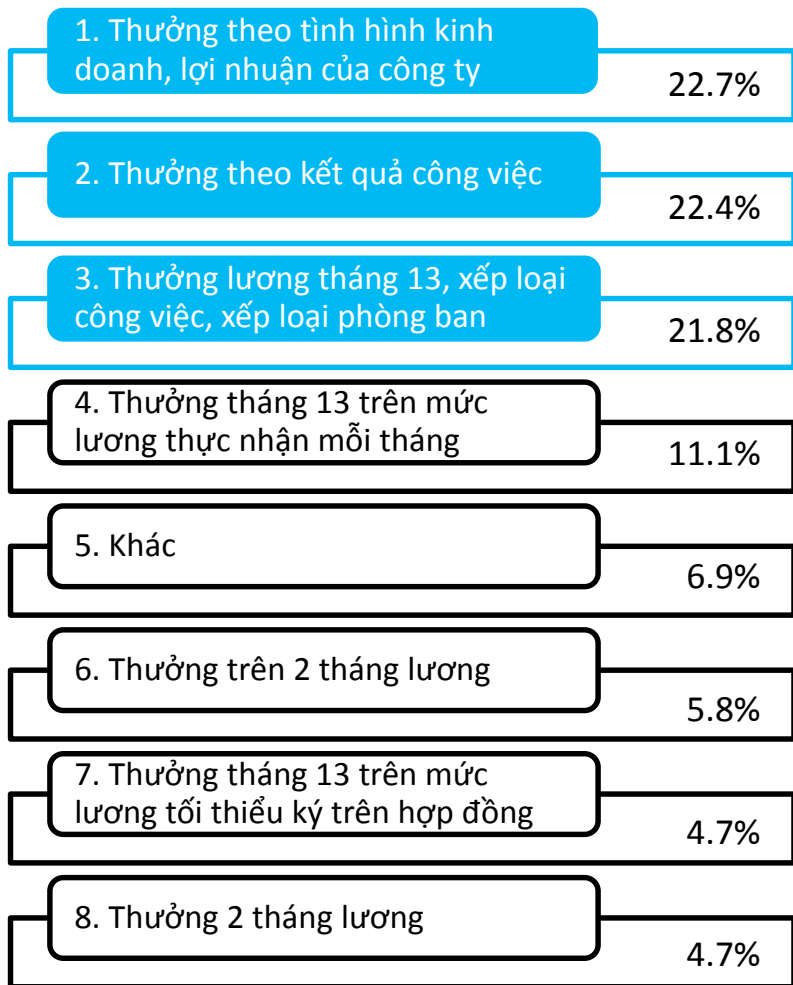 1. Thưởng theo tình hình kinh
doanh, lợi nhuận của công ty
22.7%
2. Thưởng theo kết quả công việc
22.4%
3. Thưởng lương tháng 13, xếp loại
công việc, xếp loại phòng ban
21.8%
4. Thưởng tháng 13 trên mức
lương thực nhận mỗi tháng
11.1%
5. Khác
6.9%
6. Thưởng trên 2 tháng lương
5.8%
7. Thưởng tháng 13 trên mức
lương tối thiểu ký trên hợp đồng
4.7%
8. Thưởng 2 tháng lương
4.7%